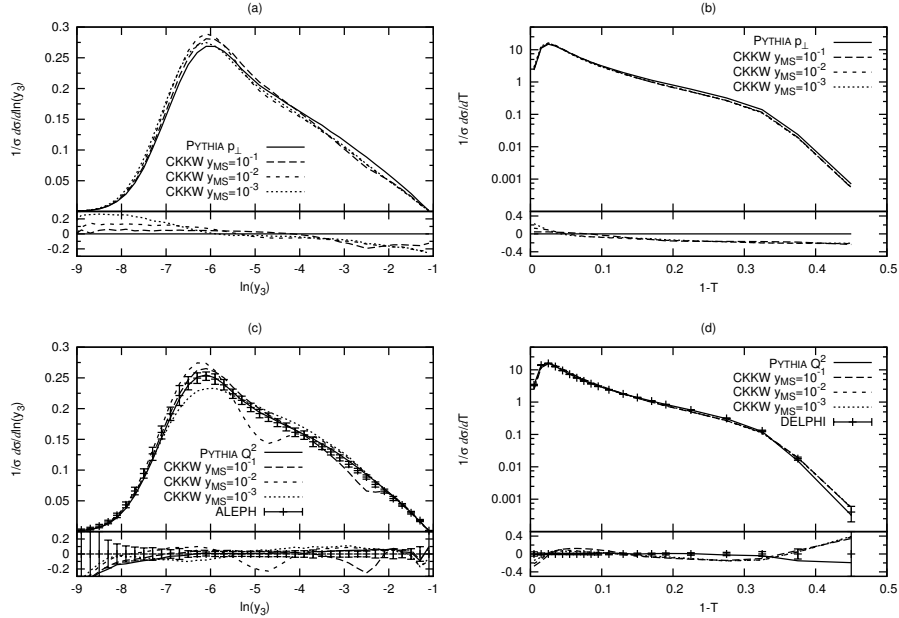 (a)
1/σ dσ/dln(y3)
0.3
0.25
0.2
0.15
0.1
0.05
PYTHIA p⊥
CKKW yMS=10-1
CKKW yMS=10-2
CKKW yMS=10-3
0.2
0
-0.2
-9 -8 -7 -6 -5 -4 -3 -2 -1
ln(y3)
(b)
1/σ dσ/dT
10
1
0.1
0.01
0.001
PYTHIA p⊥
CKKW yMS=10-1
CKKW yMS=10-2
CKKW yMS=10-3
0.4
0
-0.4
0 0.1 0.2 0.3 0.4 0.5
1-T
(c)
1/σ dσ/dln(y3)
0.3
0.25
0.2
0.15
0.1
0.05
PYTHIA Q2
CKKW yMS=10-1
CKKW yMS=10-2
CKKW yMS=10-3
ALEPH
0.2
0
-0.2
-9 -8 -7 -6 -5 -4 -3 -2 -1
ln(y3)
(d)
1/σ dσ/dT
10
1
0.1
0.01
0.001
PYTHIA Q2
CKKW yMS=10-1
CKKW yMS=10-2
CKKW yMS=10-3
DELPHI
0.4
0
-0.4
0 0.1 0.2 0.3 0.4 0.5
1-T